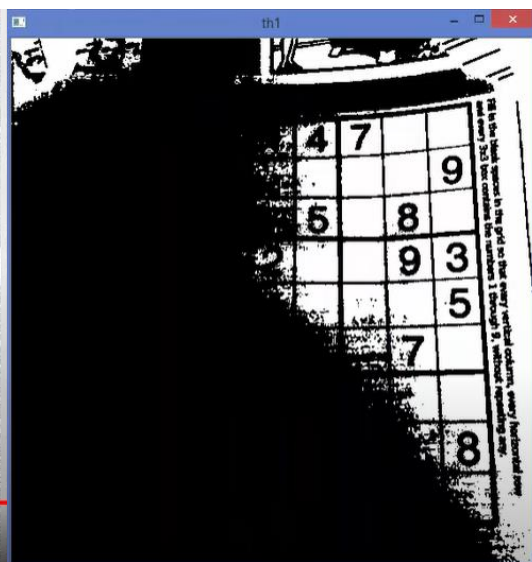 th1
4 7
9
5 8
9 3
5
7
8
Fill in the blank spaces in the grid so that every vertical column, every horizontal row
and every 3x3 box contains the numbers 1 through 9, without repeating any.